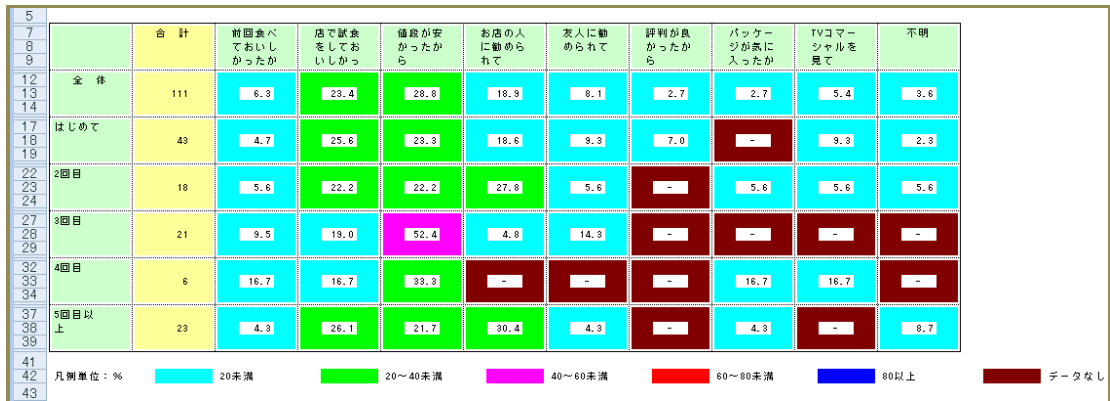 5
7 合 計 前回食べ 店で試食 値段が安 お店の人 友人に勧 評判が良 パッケー TVコマー 不明
8 ておいし をしてお かったか に勧めら められて かったか ジが気に シャルを
9 かったか いしかっ ら れて ら 入ったか 見て
12 全 体
13 111 6.3 23.4 28.8 18.9 8.1 2.7 2.7 5.4 3.6
14
17 はじめて
18 43 4.7 25.6 23.3 18.6 9.3 7.0 - 9.3 2.3
19
22 2回目
23 18 5.6 22.2 22.2 27.8 5.6 - 5.6 5.6 5.6
24
27 3回目
28 21 9.5 19.0 52.4 4.8 14.3 - - - -
29
32 4回目
33 6 16.7 16.7 33.3 - - - 16.7 16.7 -
34
37 5回目以
38 上 23 4.3 26.1 21.7 30.4 4.3 - 4.3 - 8.7
39
41
42 凡例単位：% 20未満 20～40未満 40～60未満 60～80未満 80以上 データなし
43